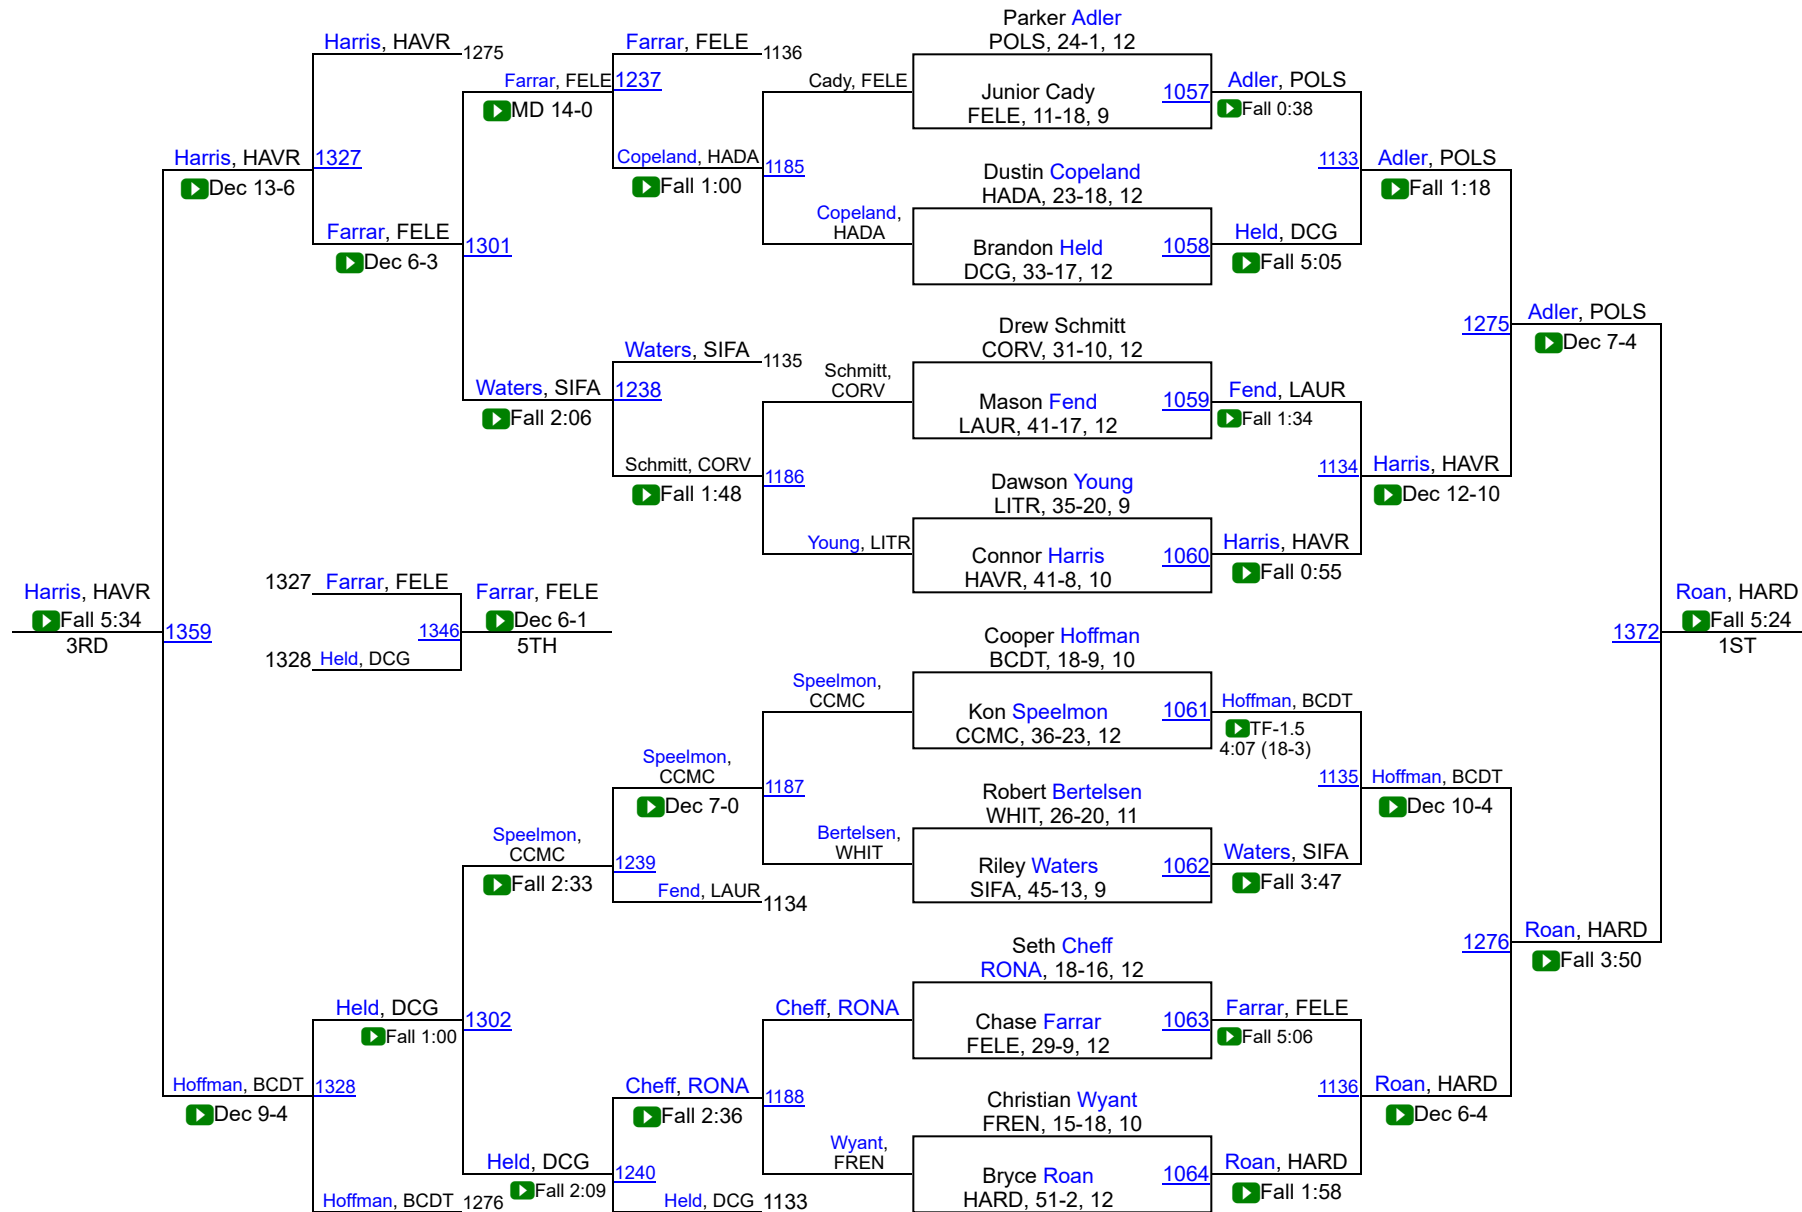 Parker Adler
POLS, 24-1, 12
Harris, HAVR
1275
Farrar, FELE
1136
Farrar, FELE
1237
MD 14-0
Cady, FELE
Junior Cady
FELE, 11-18, 9
1057
Adler, POLS
Fall 0:38
Harris, HAVR
1327
Dec 13-6
Copeland, HADA
1185
Fall 1:00
Dustin Copeland
HADA, 23-18, 12
1133
Adler, POLS
Fall 1:18
Farrar, FELE
1301
Dec 6-3
Copeland,
HADA
Brandon Held
DCG, 33-17, 12
1058
Held, DCG
Fall 5:05
1275
Adler, POLS
Dec 7-4
Drew Schmitt
CORV, 31-10, 12
Waters, SIFA
1135
Waters, SIFA
1238
Fall 2:06
Schmitt,
CORV
Mason Fend
LAUR, 41-17, 12
1059
Fend, LAUR
Fall 1:34
Schmitt, CORV
1186
Fall 1:48
Dawson Young
LITR, 35-20, 9
1134
Harris, HAVR
Dec 12-10
Young, LITR
Connor Harris
HAVR, 41-8, 10
1060
Harris, HAVR
Fall 0:55
Harris, HAVR
Fall 5:34
3RD
1359
1327
Farrar, FELE
1328
Held, DCG
1346
Farrar, FELE
Dec 6-1
5TH
1372
Roan, HARD
Fall 5:24
1ST
Cooper Hoffman
BCDT, 18-9, 10
Speelmon,
CCMC
Kon Speelmon
CCMC, 36-23, 12
1061
Hoffman, BCDT
TF-1.5
4:07 (18-3)
Speelmon,
CCMC
1187
Dec 7-0
Robert Bertelsen
WHIT, 26-20, 11
1135
Hoffman, BCDT
Dec 10-4
Speelmon,
CCMC
1239
Fall 2:33
Bertelsen,
WHIT
Riley Waters
SIFA, 45-13, 9
1062
Waters, SIFA
Fall 3:47
Fend, LAUR
1134
1276
Roan, HARD
Fall 3:50
Seth Cheff
RONA, 18-16, 12
Held, DCG
1302
Fall 1:00
Cheff, RONA
Chase Farrar
FELE, 29-9, 12
1063
Farrar, FELE
Fall 5:06
Hoffman, BCDT
1328
Dec 9-4
Cheff, RONA
1188
Fall 2:36
Christian Wyant
FREN, 15-18, 10
1136
Roan, HARD
Dec 6-4
Held, DCG
1240
Fall 2:09
Wyant,
FREN
Bryce Roan
HARD, 51-2, 12
1064
Roan, HARD
Fall 1:58
Hoffman, BCDT
1276
Held, DCG
1133